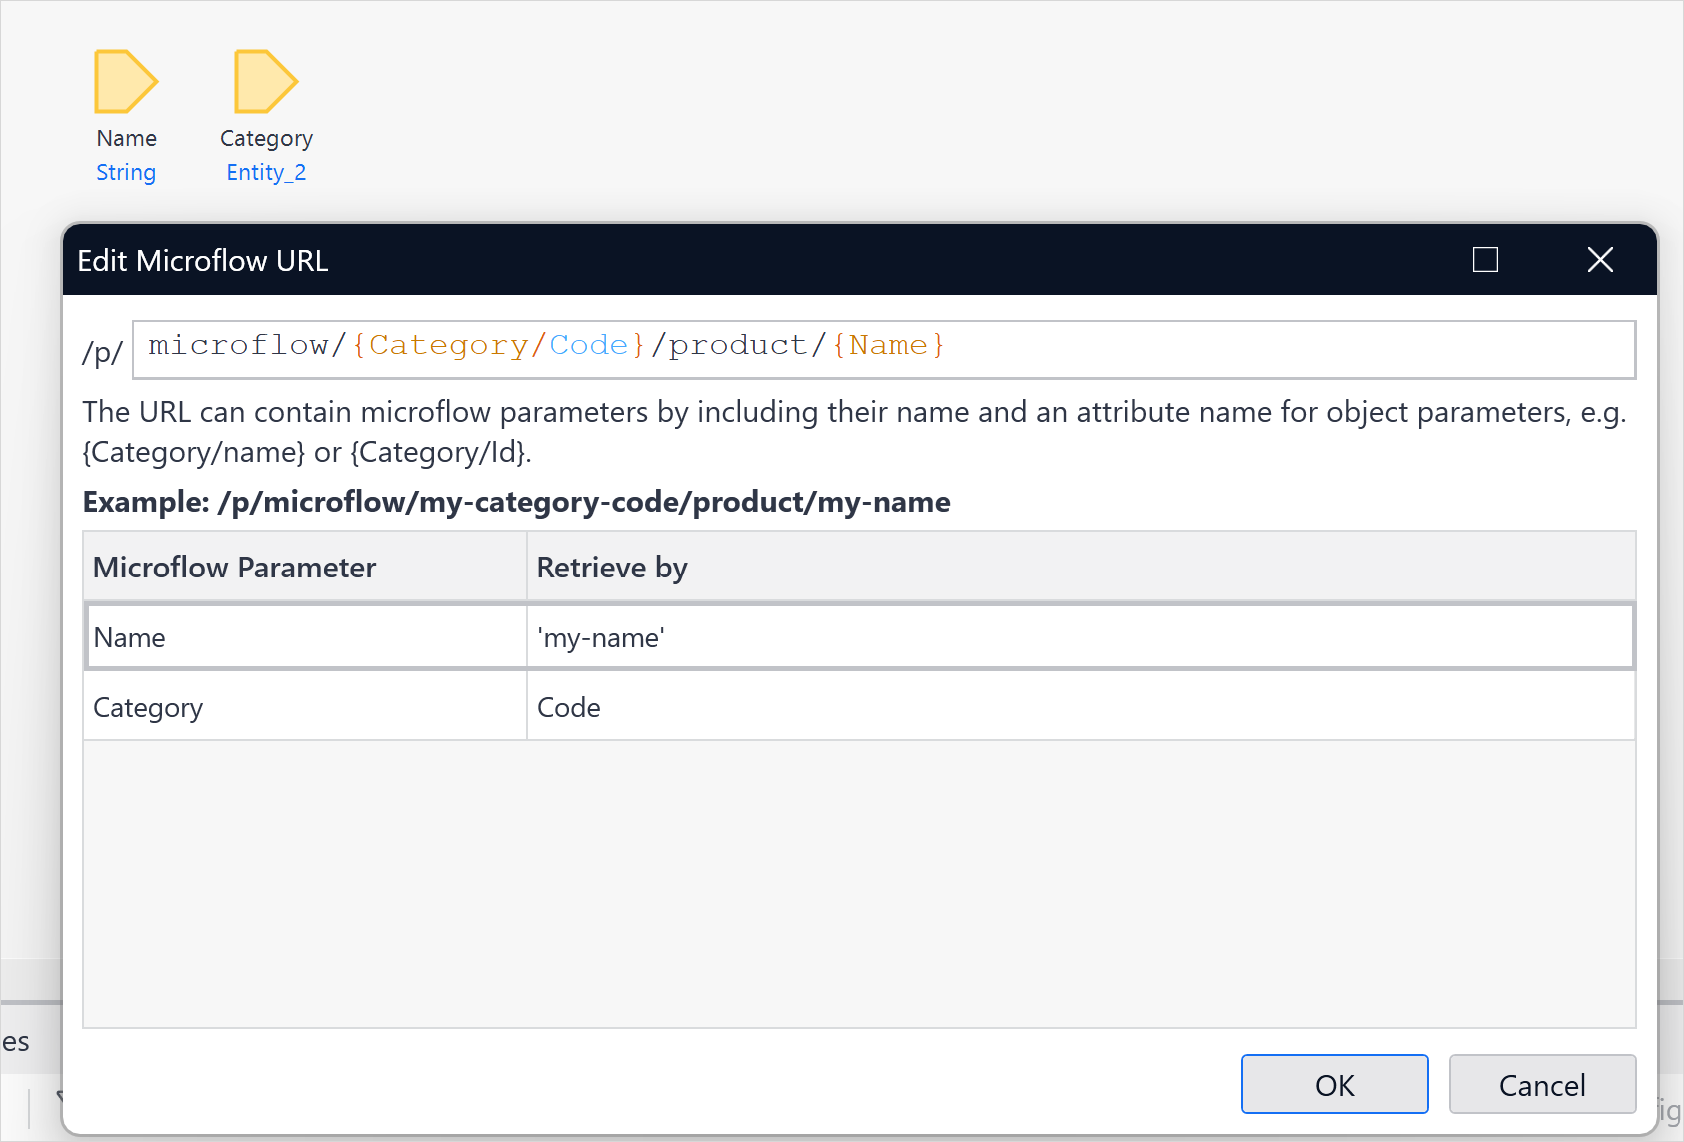 Name
Category
String
Entity_2
Edit Microflow URL
/p/ microflow/{Category/Code}/product/{Name}
The URL can contain microflow parameters by including their name and an attribute name for object parameters, e.g.
{Category/name} or {Category/Id}.
Example: /p/microflow/my-category-code/product/my-name
Microflow Parameter
Retrieve by
Name
'my-name'
Category
Code
es
OK
Cancel
fig